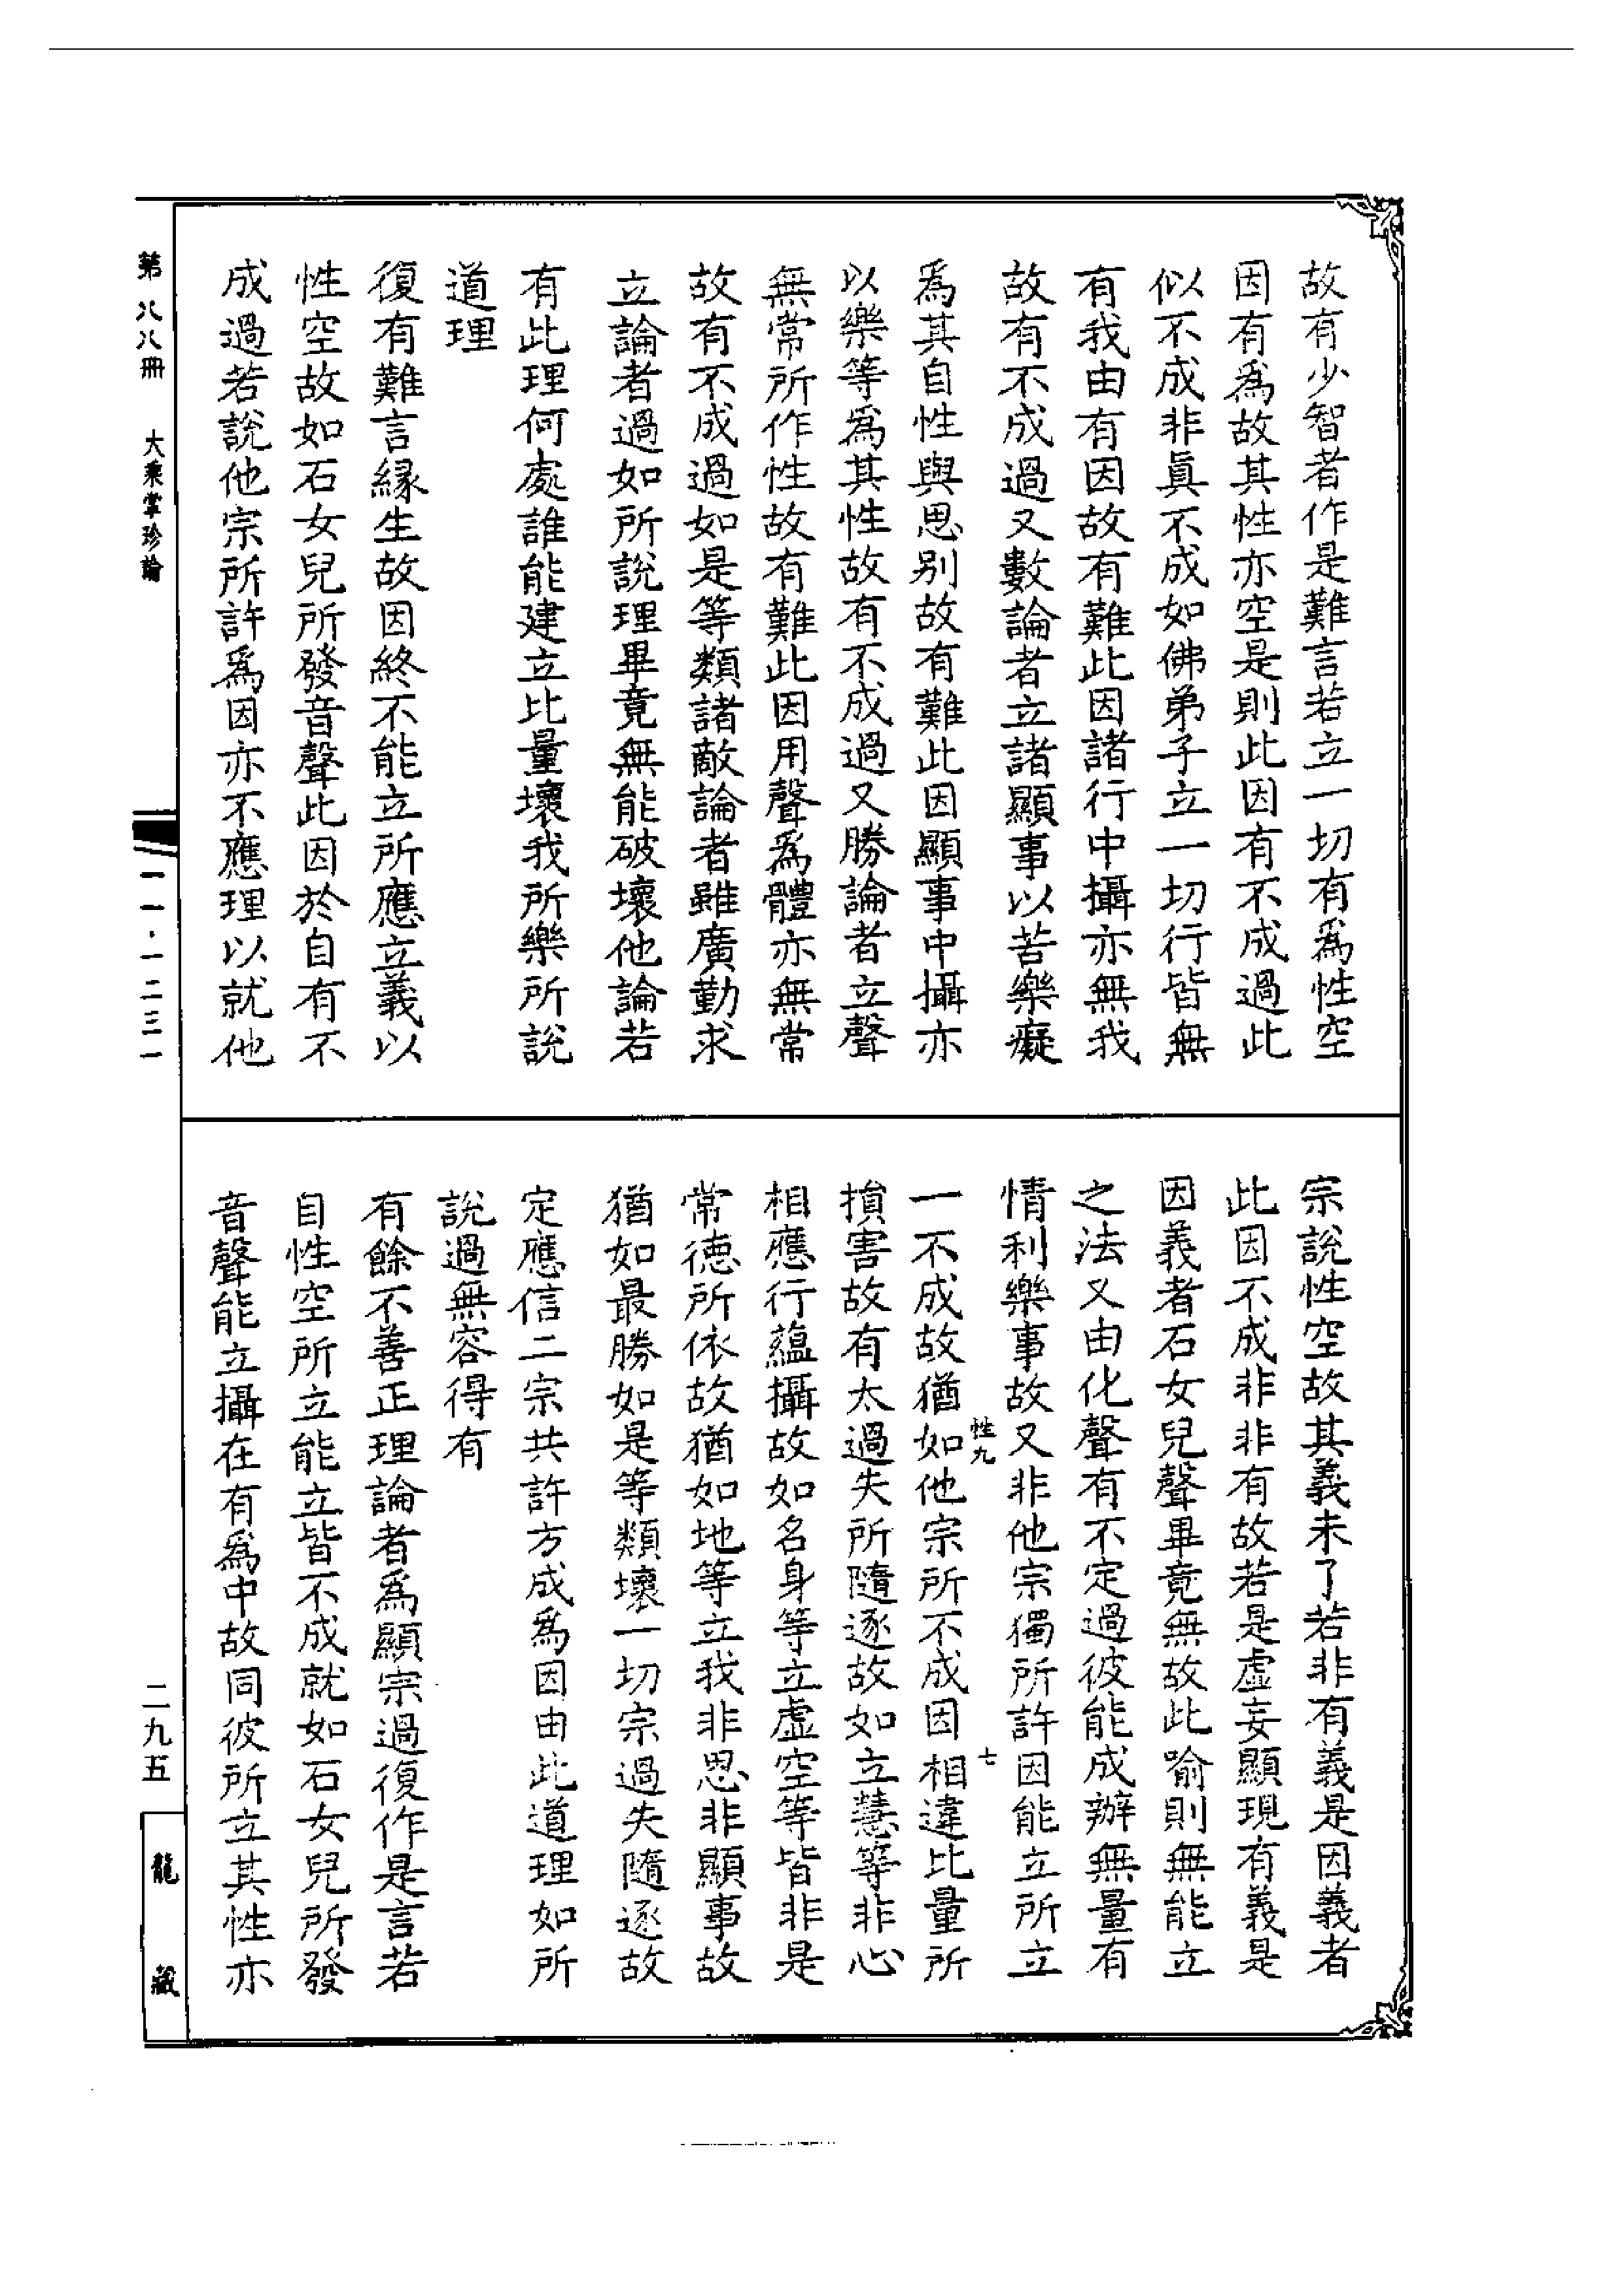 故有少智者作是難言若立一切有爲性空
因有爲故其性亦空是則此因有不成過此
似不成非眞不成如佛弟子立一切行皆無
有我由有因故有難此因諸行中攝亦無我
故有不成過又數論者立諸顯事以苦樂癡
爲其自性與思别故有難此因顯事中攝亦
以樂等爲其性故有不成過又勝論者立聲
無常所作性故有難此因用聲爲體亦無常
故有不成過如是等類諸敵論者雖廣勤求
立論者過如所說理畢竟無能破壞他論若
有此理何處誰能建立比量壞我所樂所說
道理
復有難言緣生故因終不能立所應立義以
性空故如石女兒所發音聲此因於自有不
成過若說他宗所許爲因亦不應理以就他
宗說性空故其義未了若非有義是因義者
此因不成非非有故若是虛妄顯現有義是
因義者石女兒聲畢竟無故此喻則無能立
之法又由化聲有不定過彼能成辦無量有
情利樂事故又非他宗獨所許因能立所立
性九
七
一不成故猶如他宗所不成因相違比量所
損害故有太過失所隨逐故如立慧等非心
相應行蘊攝故如名身等立虛空等皆非是
常德所依故猶如地等立我非思非顯事故
猶如最勝如是等類壞一切宗過失隨逐故
定應信二宗共許方成爲因由此道理如所
說過無容得有
有餘不善正理論者爲顯宗過復作是言若
自性空所立能立皆不成就如石女兒所發
音聲能立攝在有爲中故同彼所立其性亦
第八八冊
大乘掌珍論
一一·一二三一
二九五
龍藏